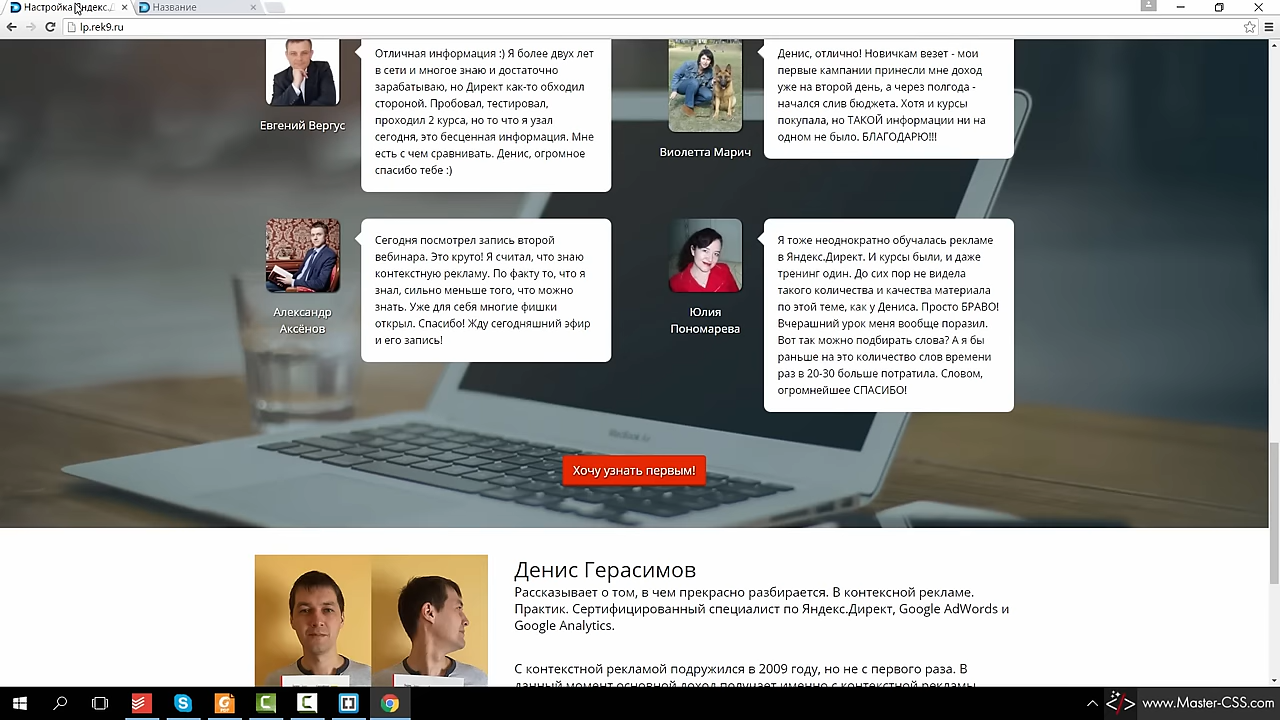 Настройка Яндекс.
Название
lp.rek9.ru
Отличная информация :) Я более двух лет
в сети и многое знаю и достаточно
зарабатываю, но Директ как-то обходил
стороной. Пробовал, тестировал,
проходил 2 курса, но то что я узал
сегодня, это бесценная информация. Мне
есть с чем сравнивать. Денис, огромное
спасибо тебе :)
Евгений Вергус
Денис, отлично! Новичкам везет - мои
первые кампании принесли мне доход
уже на второй день, а через полгода -
начался слив бюджета. Хотя и курсы
покупала, но ТАКОЙ информации ни на
одном не было. БЛАГОДАРЮ!!!
Виолетта Марич
Сегодня посмотрел запись второй
вебинара. Это круто! Я считал, что знаю
контекстную рекламу. По факту то, что я
знал, сильно меньше того, что можно
знать. Уже для себя многие фишки
открыл. Спасибо! Жду сегодняшний эфир
и его запись!
Александр
Аксёнов
Я тоже неоднократно обучалась рекламе
в Яндекс.Директ. И курсы были, и даже
тренинг один. До сих пор не видела
такого количества и качества материала
по этой теме, как у Дениса. Просто БРАВО!
Вчерашний урок меня вообще поразил.
Вот так можно подбирать слова? А я бы
раньше на это количество слов времени
раз в 20-30 больше потратила. Словом,
огромнейшее СПАСИБО!
Юлия
Пономарева
MacBook Air
Хочу узнать первым!
Денис Герасимов
Рассказывает о том, в чем прекрасно разбирается. В контексной рекламе.
Практик. Сертифицированный специалист по Яндекс.Директ, Google AdWords и
Google Analytics.
С контекстной рекламой подружился в 2009 году, но не с первого раза. В
данный момент основной доход получает именно с контекстной рекламы
www.Master-CSS.com